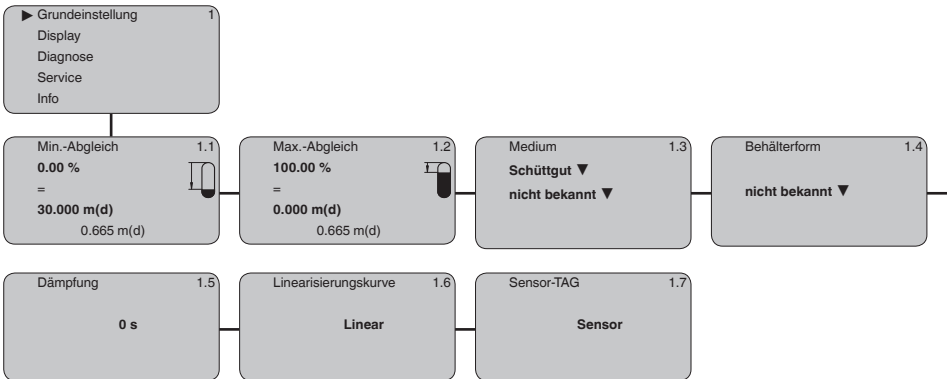 ▶ Grundeinstellung 1
Display
Diagnose
Service
Info
Min.-Abgleich 1.1
0.00 %
=
30.000 m(d)
0.665 m(d)
Max.-Abgleich 1.2
100.00 %
=
0.000 m(d)
0.665 m(d)
Medium 1.3
Schüttgut ▼
nicht bekannt ▼
Behälterform 1.4
nicht bekannt ▼
Dämpfung 1.5
0 s
Linearisierungskurve 1.6
Linear
Sensor-TAG 1.7
Sensor